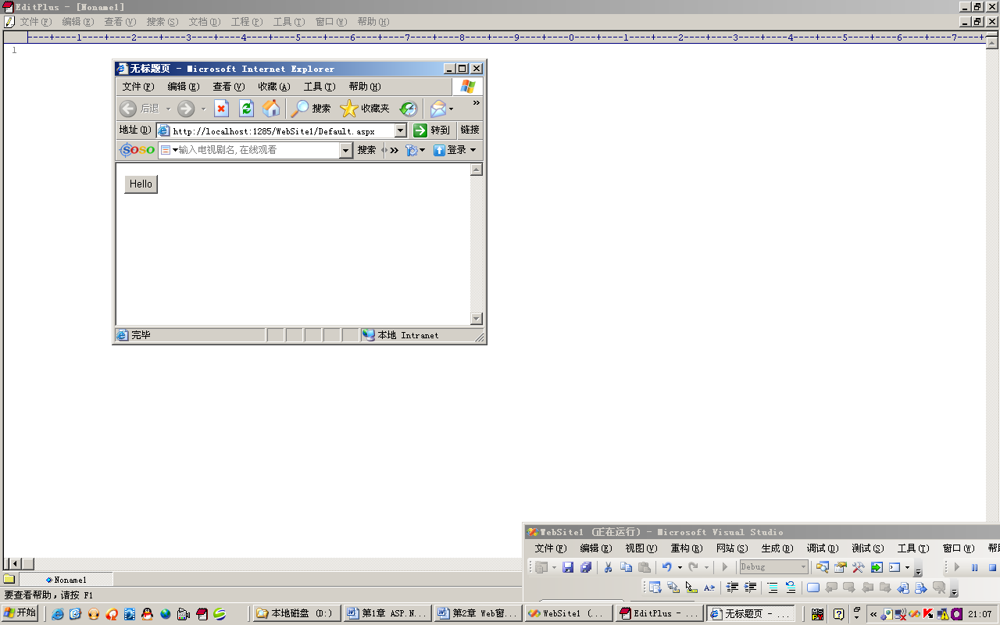 EditPlus - [Noname1]
文件(F) 编辑(E) 查看(V) 搜索(S) 文档(D) 工程(P) 工具(T) 窗口(W) 帮助(H)
----+----1----+----2----+----3----+----4----+----5----+----6----+----7----+----8----+----9----+----0----+----1----+----2----+----3----+----4----+----5----+----6----+----7----+
1
无标题页 - Microsoft Internet Explorer
文件(F) 编辑(E) 查看(V) 收藏(A) 工具(T) 帮助(H)
后退 搜索 收藏夹 »
地址(D) http://localhost:1285/WebSite1/Default.aspx 转到 链接
SOSO 输入电视剧名,在线观看 搜索 » 登录
Hello
完毕 本地 Intranet
WebSite1 (正在运行) - Microsoft Visual Studio
文件(F) 编辑(E) 视图(V) 重构(R) 网站(S) 生成(B) 调试(D) 测试(S) 工具(T) 窗口(W) 帮
Debug
Noname1
要查看帮助，请按 F1
开始 本地磁盘 (D:) 第1章 ASP.N... 第2章 Web窗... WebSite1 (... EditPlus - ... 无标题页 - ... « 21:07